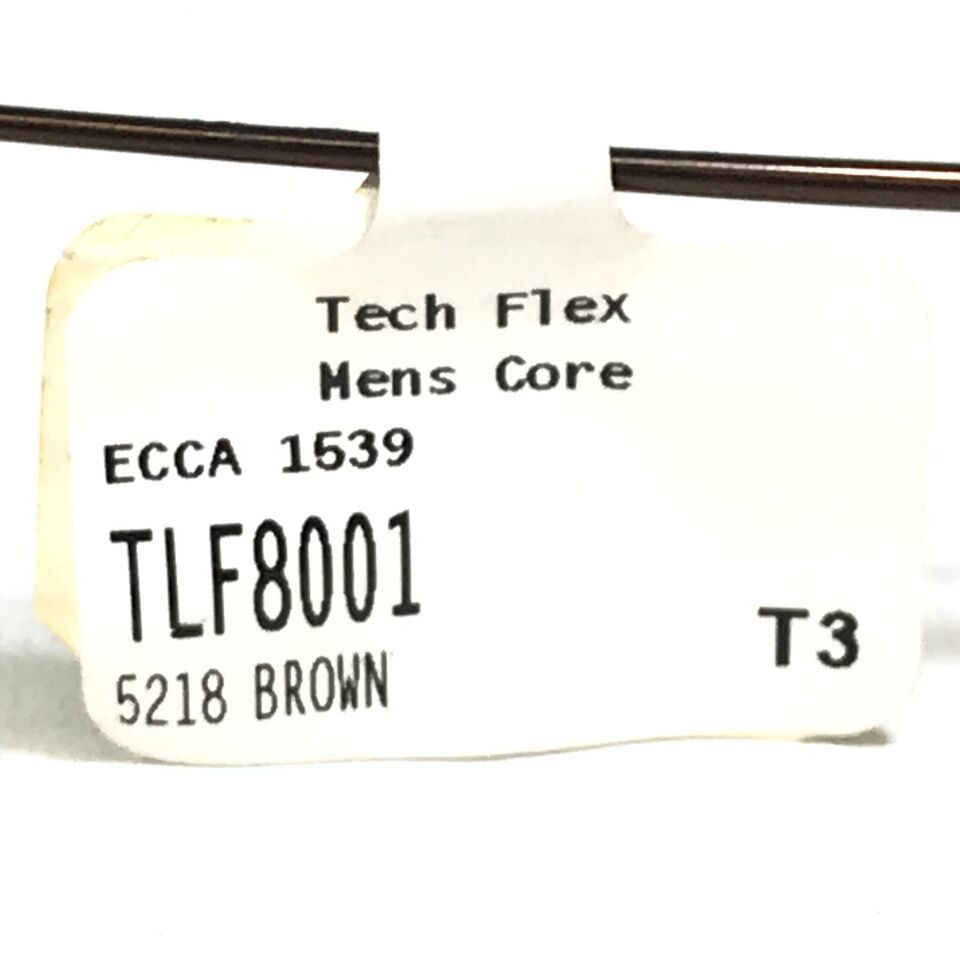 Tech Flex
Mens Core
ECCA 1539
TLF8001
5218 BROWN
T3